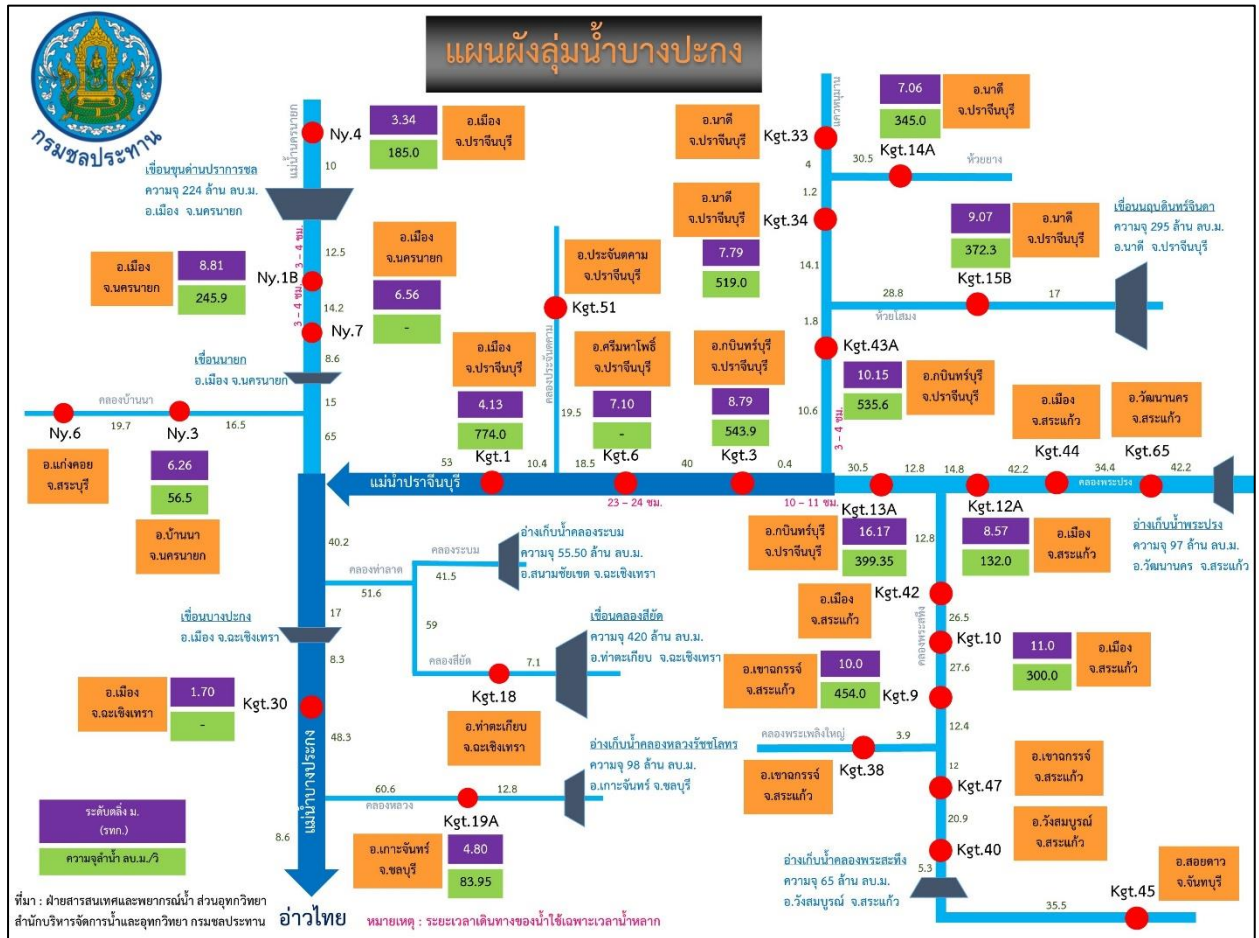 แผนผังลุ่มน้ำบางปะกง
กรมชลประทาน
แม่น้ำนครนายก
Ny.4
3.34
185.0
อ.เมือง
จ.ปราจีนบุรี
10
เขื่อนขุนด่านปราการชล
ความจุ 224 ล้าน ลบ.ม.
อ.เมือง จ.นครนายก
3 – 4 ชม.
12.5
อ.เมือง
จ.นครนายก
8.81
245.9
Ny.1B
อ.เมือง
จ.นครนายก
6.56
-
3 – 4 ชม.
14.2
Ny.7
8.6
เขื่อนนายก
อ.เมือง จ.นครนายก
15
คลองบ้านนา
Ny.6
19.7
Ny.3
16.5
65
อ.แก่งคอย
จ.สระบุรี
6.26
56.5
อ.บ้านนา
จ.นครนายก
อ.ประจันตคาม
จ.ปราจีนบุรี
Kgt.51
คลองประจันตคาม
19.5
อ.เมือง
จ.ปราจีนบุรี
4.13
774.0
Kgt.1
อ.ศรีมหาโพธิ์
จ.ปราจีนบุรี
7.10
-
Kgt.6
อ.กบินทร์บุรี
จ.ปราจีนบุรี
8.79
543.9
Kgt.3
แม่น้ำปราจีนบุรี
53
10.4
18.5
40
0.4
23 – 24 ชม.
10 – 11 ชม.
แควหนุมาน
อ.นาดี
จ.ปราจีนบุรี
Kgt.33
7.06
345.0
อ.นาดี
จ.ปราจีนบุรี
Kgt.14A
4
30.5
ห้วยยาง
1.2
อ.นาดี
จ.ปราจีนบุรี
7.79
519.0
Kgt.34
14.1
9.07
372.3
อ.นาดี
จ.ปราจีนบุรี
Kgt.15B
เขื่อนนฤบดินทร์จินดา
ความจุ 295 ล้าน ลบ.ม.
อ.นาดี จ.ปราจีนบุรี
28.8
17
ห้วยโสมง
1.8
Kgt.43A
10.15
535.6
อ.กบินทร์บุรี
จ.ปราจีนบุรี
10.6
3 – 4 ชม.
อ.เมือง
จ.สระแก้ว
อ.วัฒนานคร
จ.สระแก้ว
Kgt.44
Kgt.65
30.5
12.8
14.8
42.2
34.4
42.2
คลองพระปรง
Kgt.13A
Kgt.12A
อ.กบินทร์บุรี
จ.ปราจีนบุรี
16.17
399.35
8.57
132.0
อ.เมือง
จ.สระแก้ว
อ่างเก็บน้ำพระปรง
ความจุ 97 ล้าน ลบ.ม.
อ.วัฒนานคร จ.สระแก้ว
12.8
อ.เมือง
จ.สระแก้ว
Kgt.42
26.5
คลองพระสทึง
Kgt.10
11.0
300.0
อ.เมือง
จ.สระแก้ว
27.6
อ.เขาฉกรรจ์
จ.สระแก้ว
10.0
454.0
Kgt.9
12.4
คลองพระเพลิงใหญ่
3.9
Kgt.38
อ.เขาฉกรรจ์
จ.สระแก้ว
12
Kgt.47
อ.เขาฉกรรจ์
จ.สระแก้ว
20.9
Kgt.40
อ.วังสมบูรณ์
จ.สระแก้ว
5.3
อ่างเก็บน้ำคลองพระสะทึง
ความจุ 65 ล้าน ลบ.ม.
อ.วังสมบูรณ์ จ.สระแก้ว
35.5
Kgt.45
อ.สอยดาว
จ.จันทบุรี
40.2
คลองท่าลาด
51.6
คลองระบม
41.5
อ่างเก็บน้ำคลองระบม
ความจุ 55.50 ล้าน ลบ.ม.
อ.สนามชัยเขต จ.ฉะเชิงเทรา
59
คลองสียัด
7.1
Kgt.18
อ.ท่าตะเกียบ
จ.ฉะเชิงเทรา
เขื่อนคลองสียัด
ความจุ 420 ล้าน ลบ.ม.
อ.ท่าตะเกียบ จ.ฉะเชิงเทรา
17
เขื่อนบางปะกง
อ.เมือง จ.ฉะเชิงเทรา
8.3
อ.เมือง
จ.ฉะเชิงเทรา
1.70
-
Kgt.30
48.3
แม่น้ำบางปะกง
60.6
12.8
คลองหลวง
Kgt.19A
อ่างเก็บน้ำคลองหลวงรัชชโลทร
ความจุ 98 ล้าน ลบ.ม.
อ.เกาะจันทร์ จ.ชลบุรี
อ.เกาะจันทร์
จ.ชลบุรี
4.80
83.95
8.6
ระดับตลิ่ง ม.
(รทก.)
ความจุลำน้ำ ลบ.ม./วิ
ที่มา : ฝ่ายสารสนเทศและพยากรณ์น้ำ ส่วนอุทกวิทยา
สำนักบริหารจัดการน้ำและอุทกวิทยา กรมชลประทาน
อ่าวไทย
หมายเหตุ : ระยะเวลาเดินทางของน้ำใช้เฉพาะเวลาน้ำหลาก